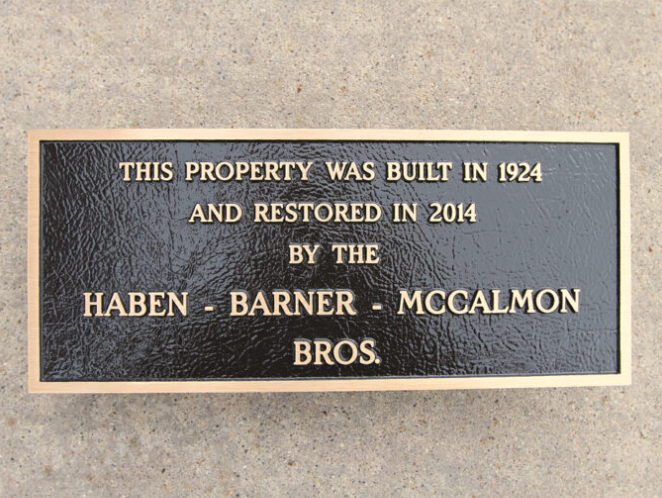 THIS PROPERTY WAS BUILT IN 1924
AND RESTORED IN 2014
BY THE
HABEN - BARNER - MCCALMON
BROS.